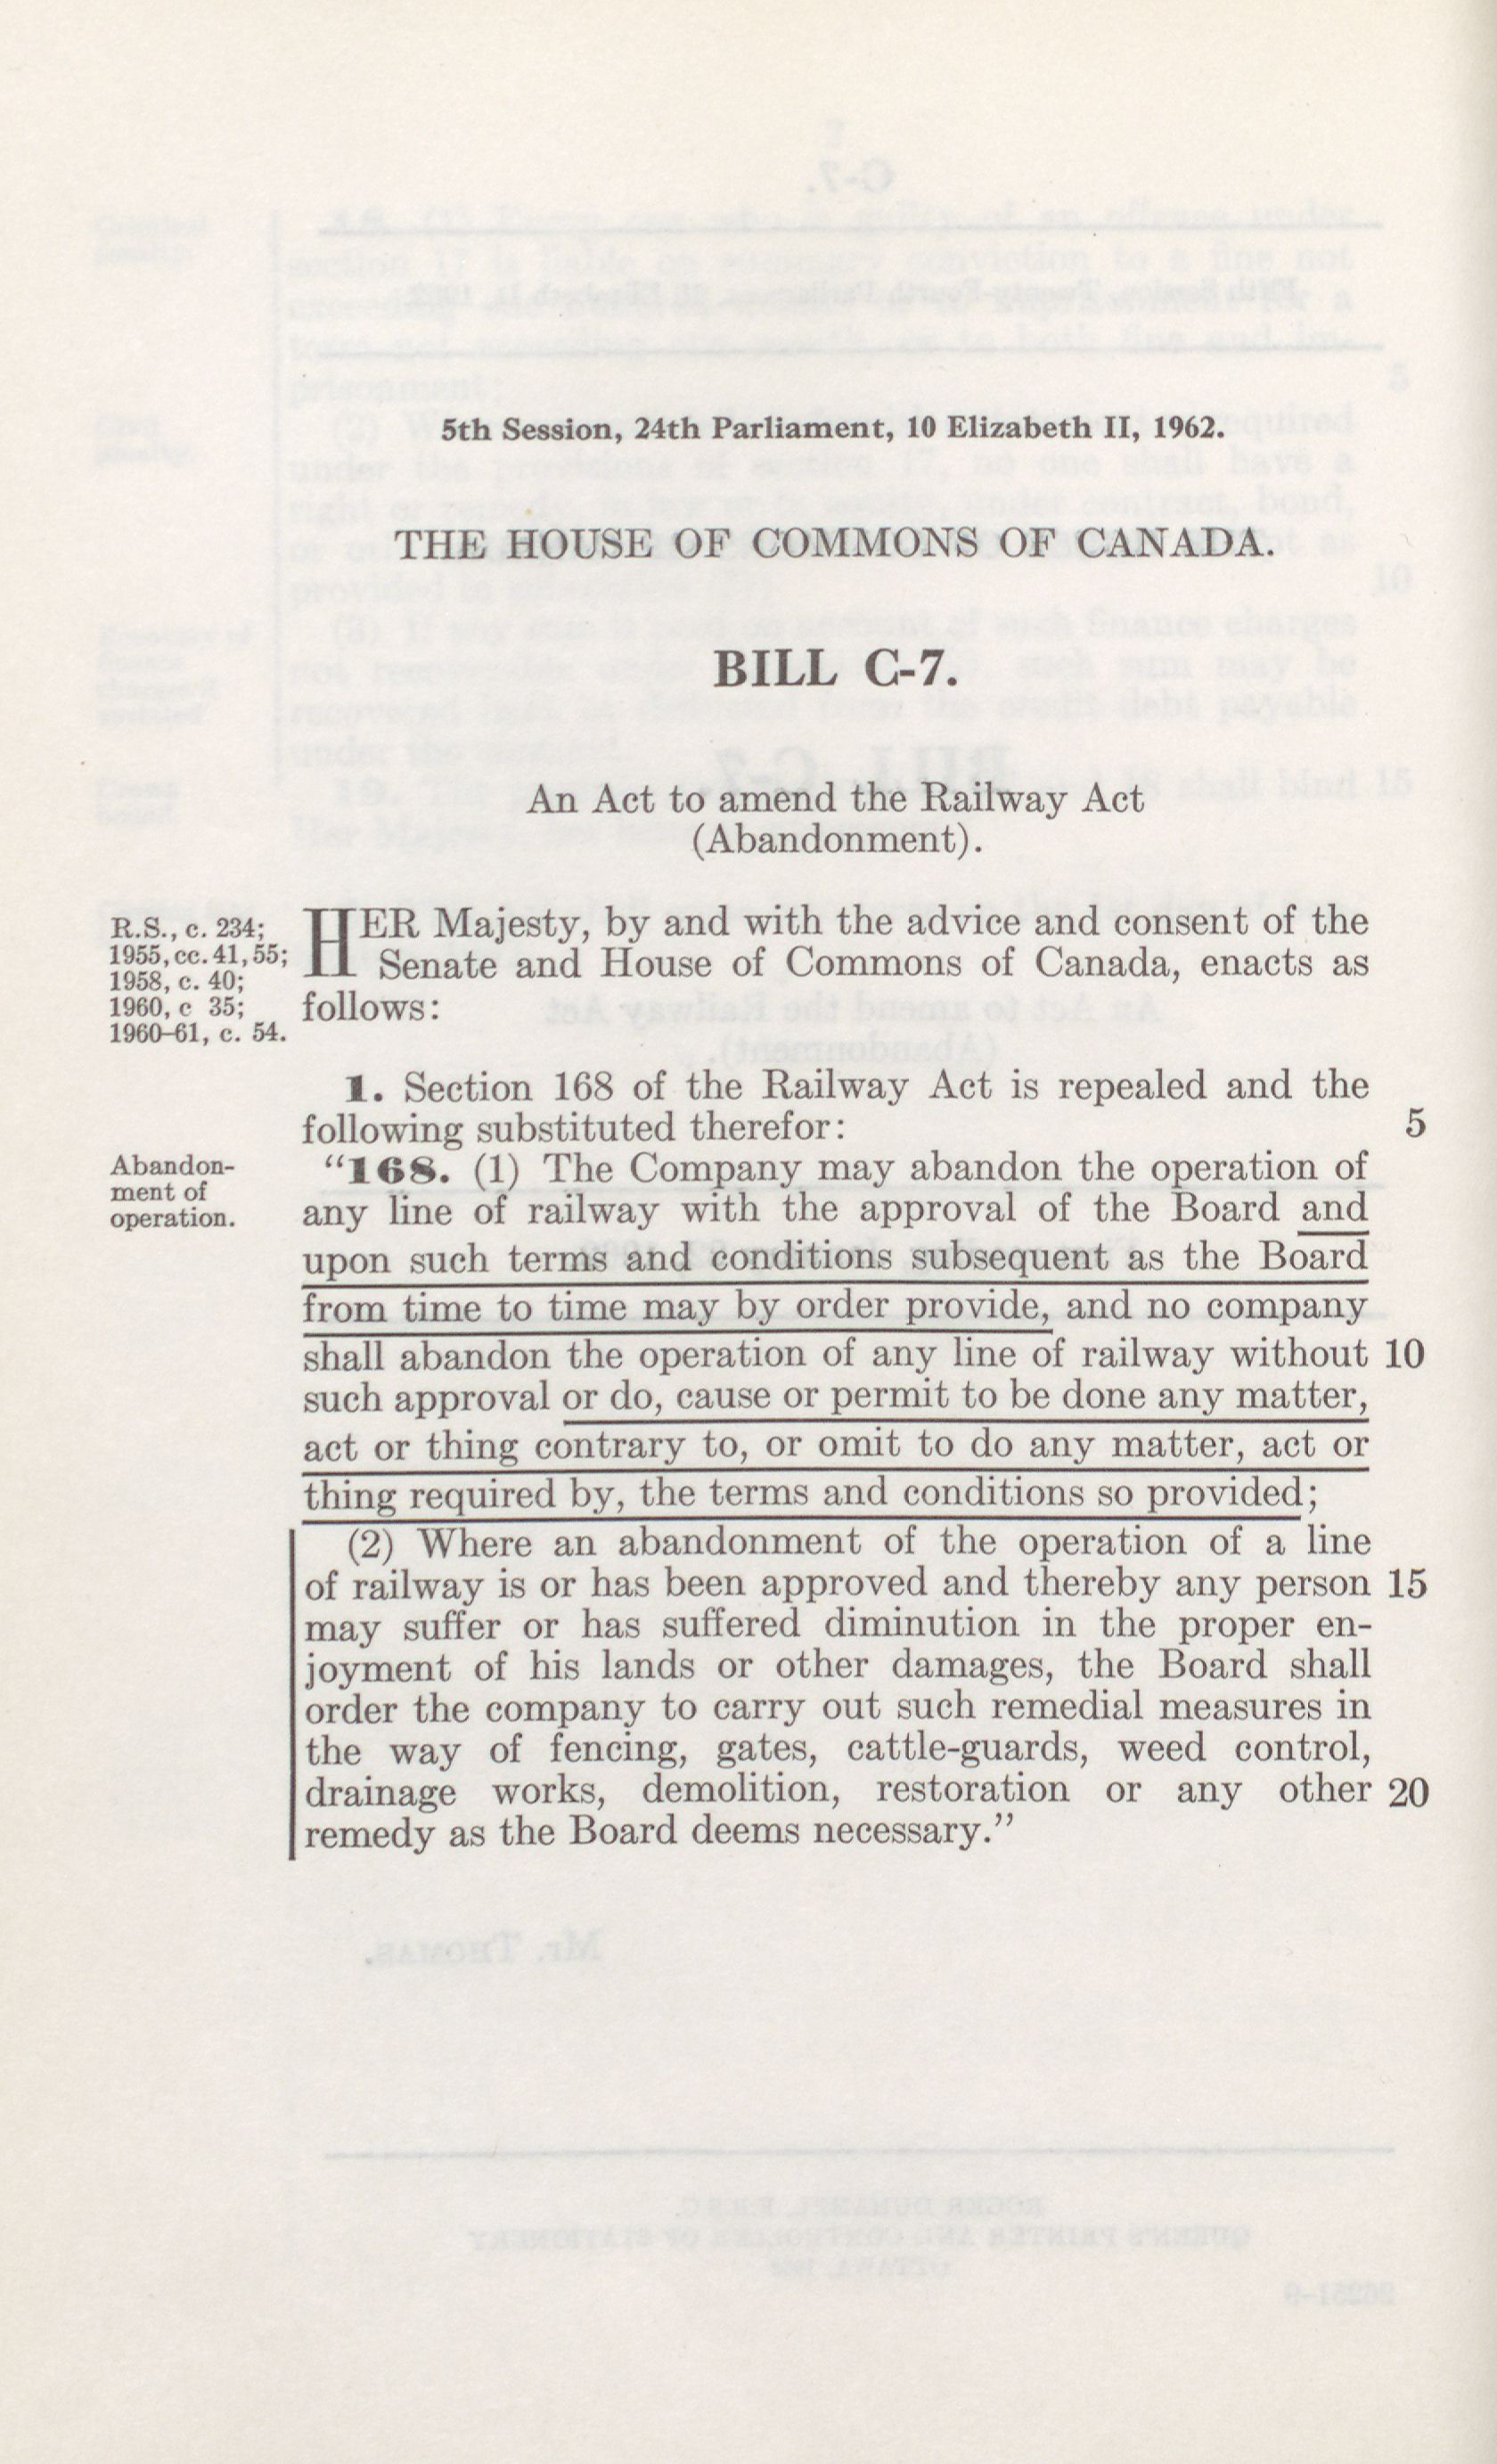 5th Session, 24th Parliament, 10 Elizabeth II, 1962.
THE HOUSE OF COMMONS OF CANADA.
BILL C-7.
An Act to amend the Railway Act
(Abandonment).
R.S., c. 234;
1955, cc. 41, 55;
1958, c. 40;
1960, c 35;
1960–61, c. 54.
HER Majesty, by and with the advice and consent of the
Senate and House of Commons of Canada, enacts as
follows:
1. Section 168 of the Railway Act is repealed and the
following substituted therefor: 5
Abandon-
ment of
operation.
“168. (1) The Company may abandon the operation of
any line of railway with the approval of the Board and
upon such terms and conditions subsequent as the Board
from time to time may by order provide, and no company
shall abandon the operation of any line of railway without 10
such approval or do, cause or permit to be done any matter,
act or thing contrary to, or omit to do any matter, act or
thing required by, the terms and conditions so provided;
(2) Where an abandonment of the operation of a line
of railway is or has been approved and thereby any person 15
may suffer or has suffered diminution in the proper en-
joyment of his lands or other damages, the Board shall
order the company to carry out such remedial measures in
the way of fencing, gates, cattle-guards, weed control,
drainage works, demolition, restoration or any other 20
remedy as the Board deems necessary.”